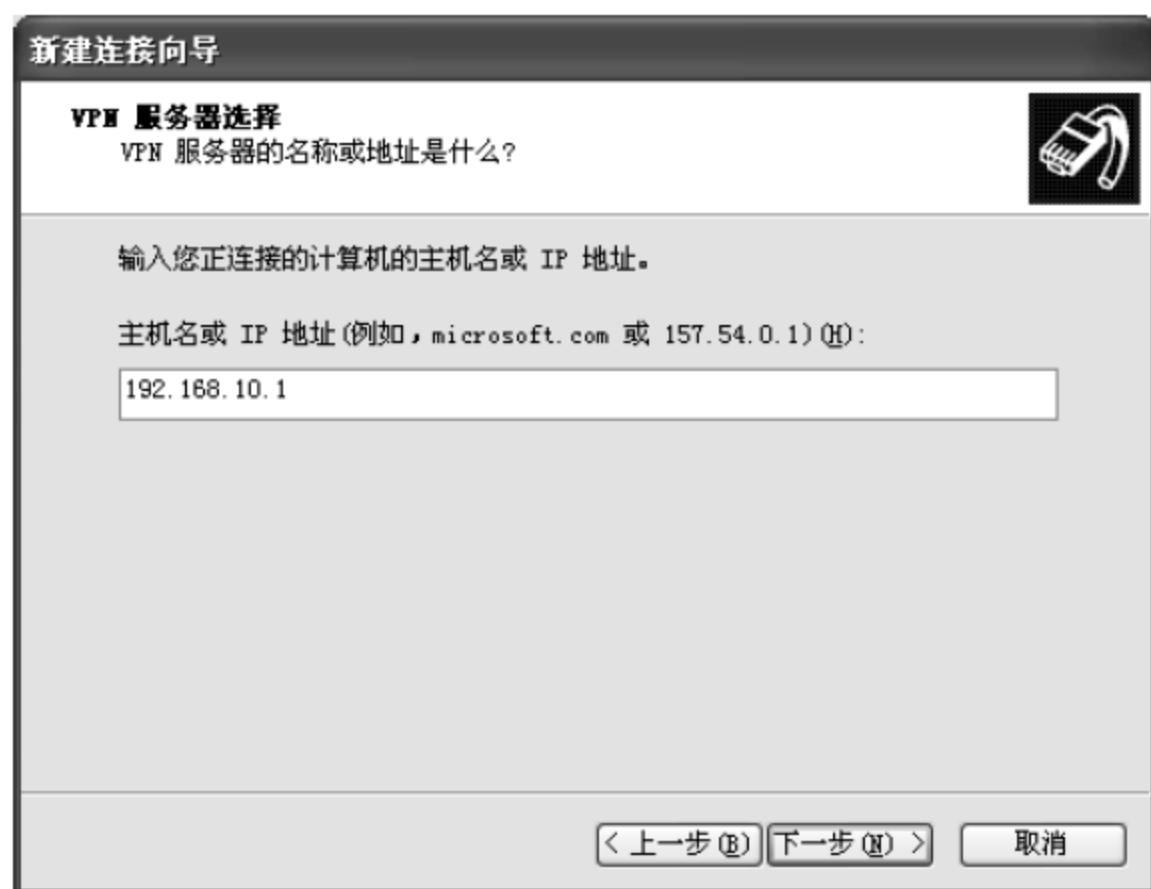 新建连接向导
VPN 服务器选择
VPN 服务器的名称或地址是什么?
输入您正连接的计算机的主机名或 IP 地址。
主机名或 IP 地址(例如，microsoft.com 或 157.54.0.1)(H):
192.168.10.1
< 上一步(B) 下一步(N) > 取消